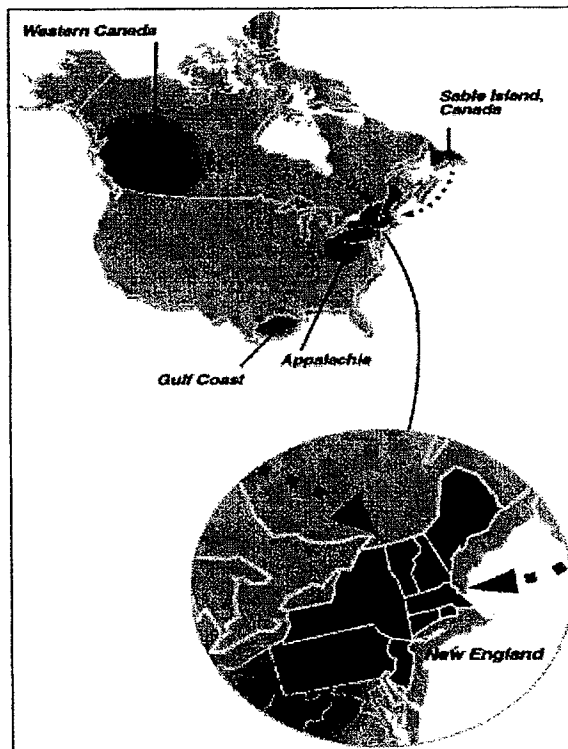 Western Canada
Sable Island,
Canada
Appalachia
Gulf Coast
New England